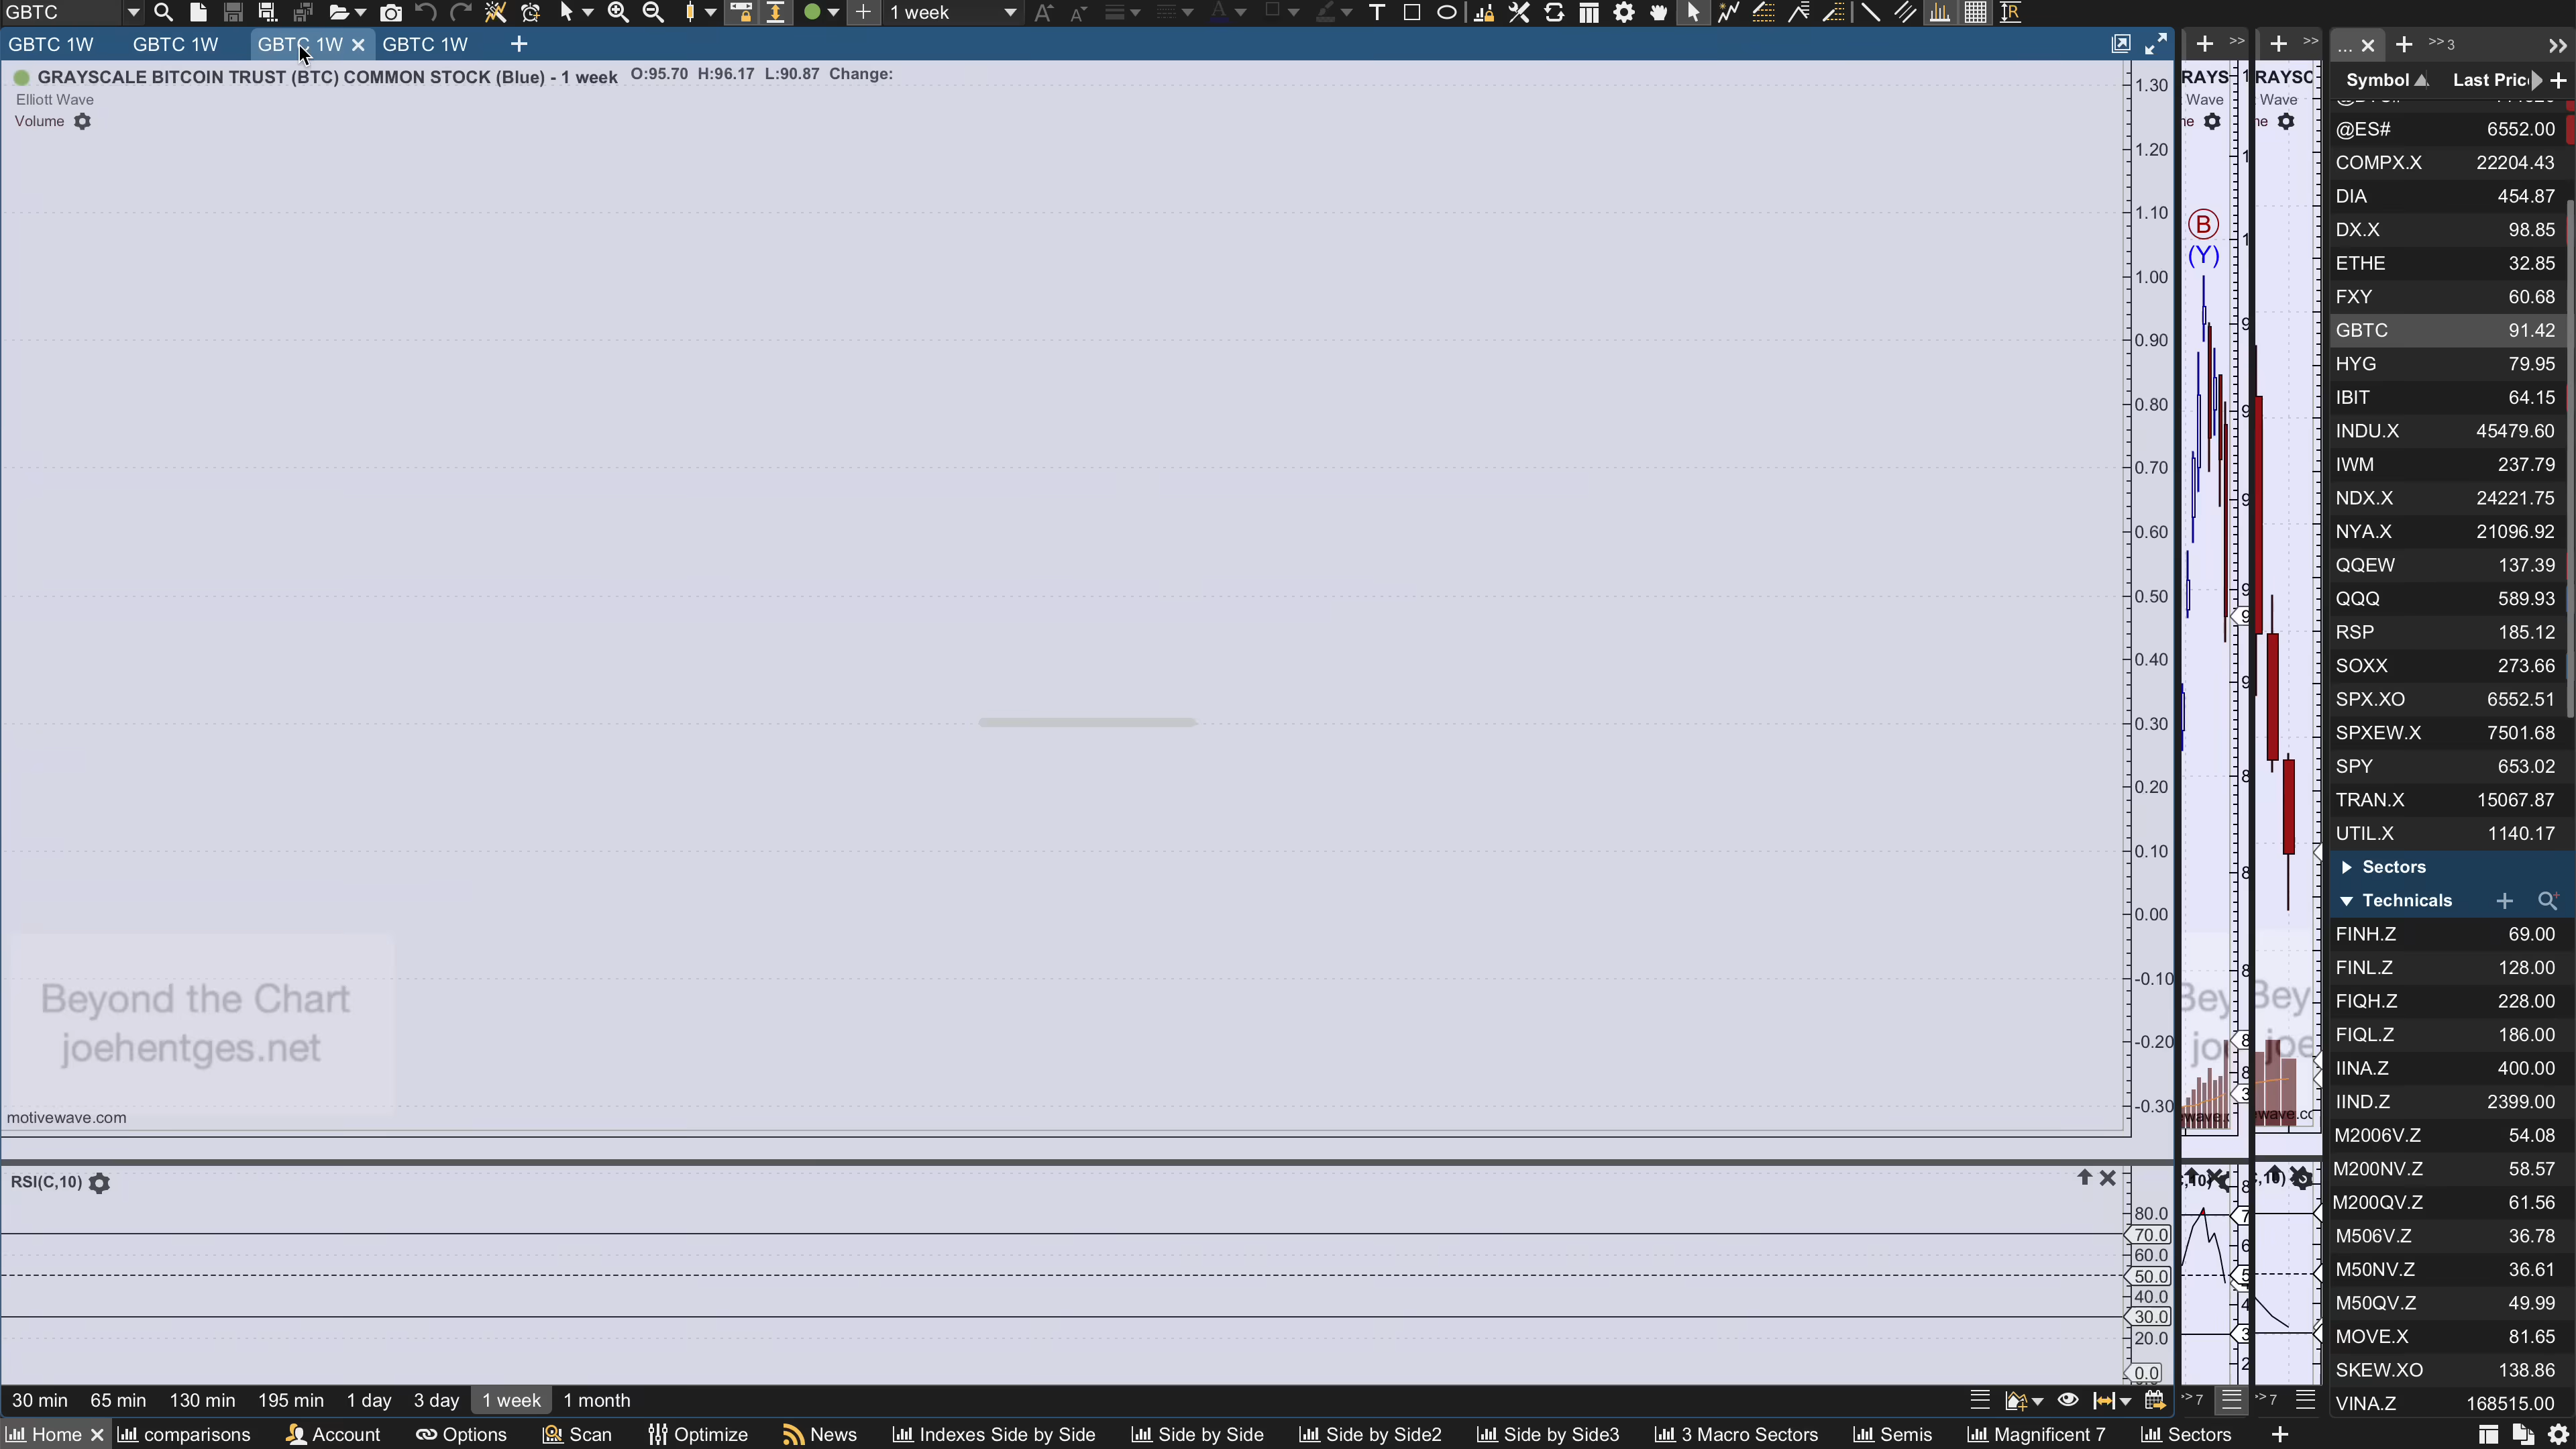 GBTC
1 week
GBTC 1W GBTC 1W GBTC 1W GBTC 1W
GRAYSCALE BITCOIN TRUST (BTC) COMMON STOCK (Blue) - 1 week O:95.70 H:96.17 L:90.87 Change:
Elliott Wave
Volume
1.30
1.20
1.10
1.00
0.90
0.80
0.70
0.60
0.50
0.40
0.30
0.20
0.10
0.00
-0.10
-0.20
-0.30
Beyond the Chart
joehentges.net
motivewave.com
RSI(C,10)
80.0
70.0
60.0
50.0
40.0
30.0
20.0
0.0
RAYS
Wave
B
(Y)
Bey
RAYSC
Wave
Bey
joe
... >> 3
Symbol Last Pric
@ES# 6552.00
COMPX.X 22204.43
DIA 454.87
DX.X 98.85
ETHE 32.85
FXY 60.68
GBTC 91.42
HYG 79.95
IBIT 64.15
INDU.X 45479.60
IWM 237.79
NDX.X 24221.75
NYA.X 21096.92
QQEW 137.39
QQQ 589.93
RSP 185.12
SOXX 273.66
SPX.XO 6552.51
SPXEW.X 7501.68
SPY 653.02
TRAN.X 15067.87
UTIL.X 1140.17
Sectors
Technicals
FINH.Z 69.00
FINL.Z 128.00
FIQH.Z 228.00
FIQL.Z 186.00
IINA.Z 400.00
IIND.Z 2399.00
M2006V.Z 54.08
M200NV.Z 58.57
M200QV.Z 61.56
M506V.Z 36.78
M50NV.Z 36.61
M50QV.Z 49.99
MOVE.X 81.65
SKEW.XO 138.86
VINA.Z 168515.00
30 min 65 min 130 min 195 min 1 day 3 day 1 week 1 month >> 7 >> 7
Home comparisons Account Options Scan Optimize News Indexes Side by Side Side by Side Side by Side2 Side by Side3 3 Macro Sectors Semis Magnificent 7 Sectors